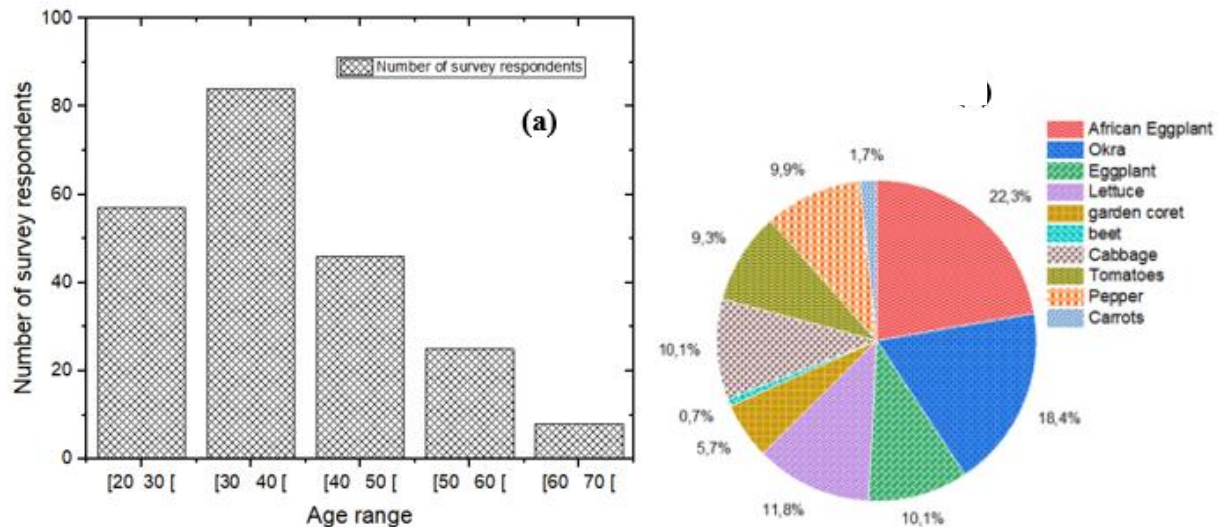 Number of survey respondents
100
80
60
40
20
0
Number of survey respondents
(a)
[20 30 [
[30 40 [
[40 50 [
[50 60 [
[60 70 [
Age range
)
African Eggplant
Okra
Eggplant
Lettuce
garden coret
beet
Cabbage
Tomatoes
Pepper
Carrots
1,7%
22,3%
18,4%
10,1%
11,8%
5,7%
0,7%
10,1%
9,3%
9,9%